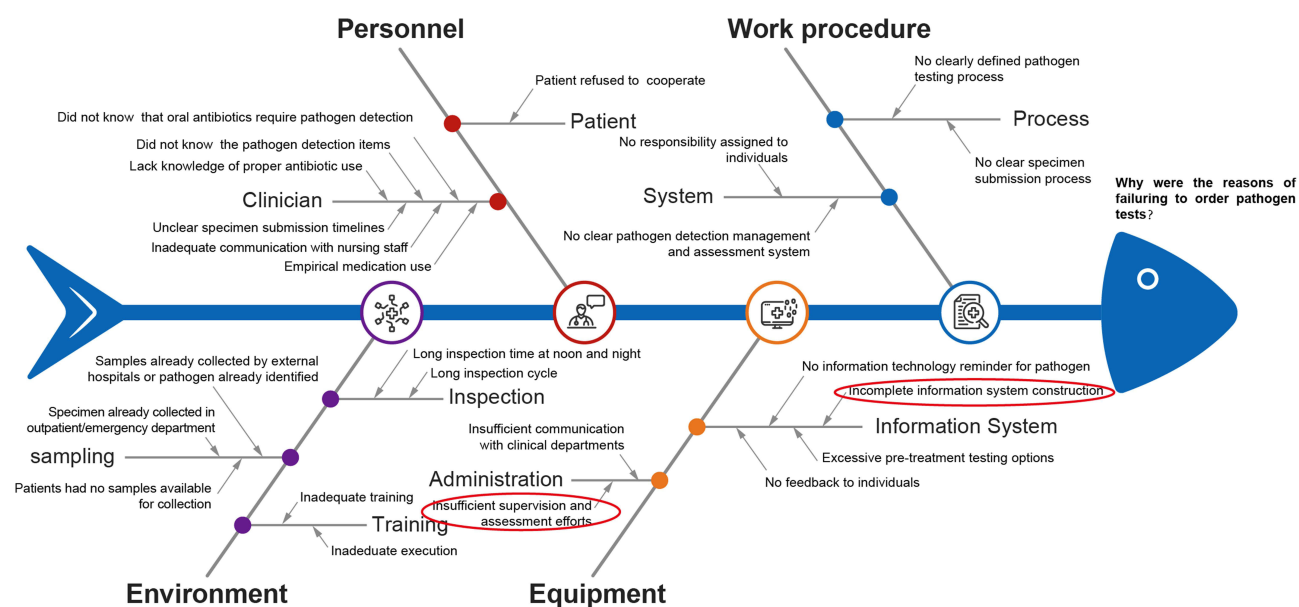 Personnel
Work procedure
Patient refused to cooperate
Did not know that oral antibiotics require pathogen detection
Patient
Did not know the pathogen detection items
Lack knowledge of proper antibiotic use
Clinician
Unclear specimen submission timelines
Inadequate communication with nursing staff
Empirical medication use
No clearly defined pathogen
testing process
Process
No clear specimen
submission process
No responsibility assigned to
individuals
System
No clear pathogen detection management
and assessment system
Why were the reasons of
failuring to order pathogen
tests?
Long inspection time at noon and night
Long inspection cycle
Inspection
Samples already collected by external
hospitals or pathogen already identified
Specimen already collected in
outpatient/emergency department
sampling
Patients had no samples available
for collection
Inadequate training
Training
Inadeduate execution
Environment
No information technology reminder for pathogen
Incomplete information system construction
Information System
Excessive pre-treatment testing options
No feedback to individuals
Insufficient communication
with clinical departments
Administration
Insufficient supervision and
assessment efforts
Equipment